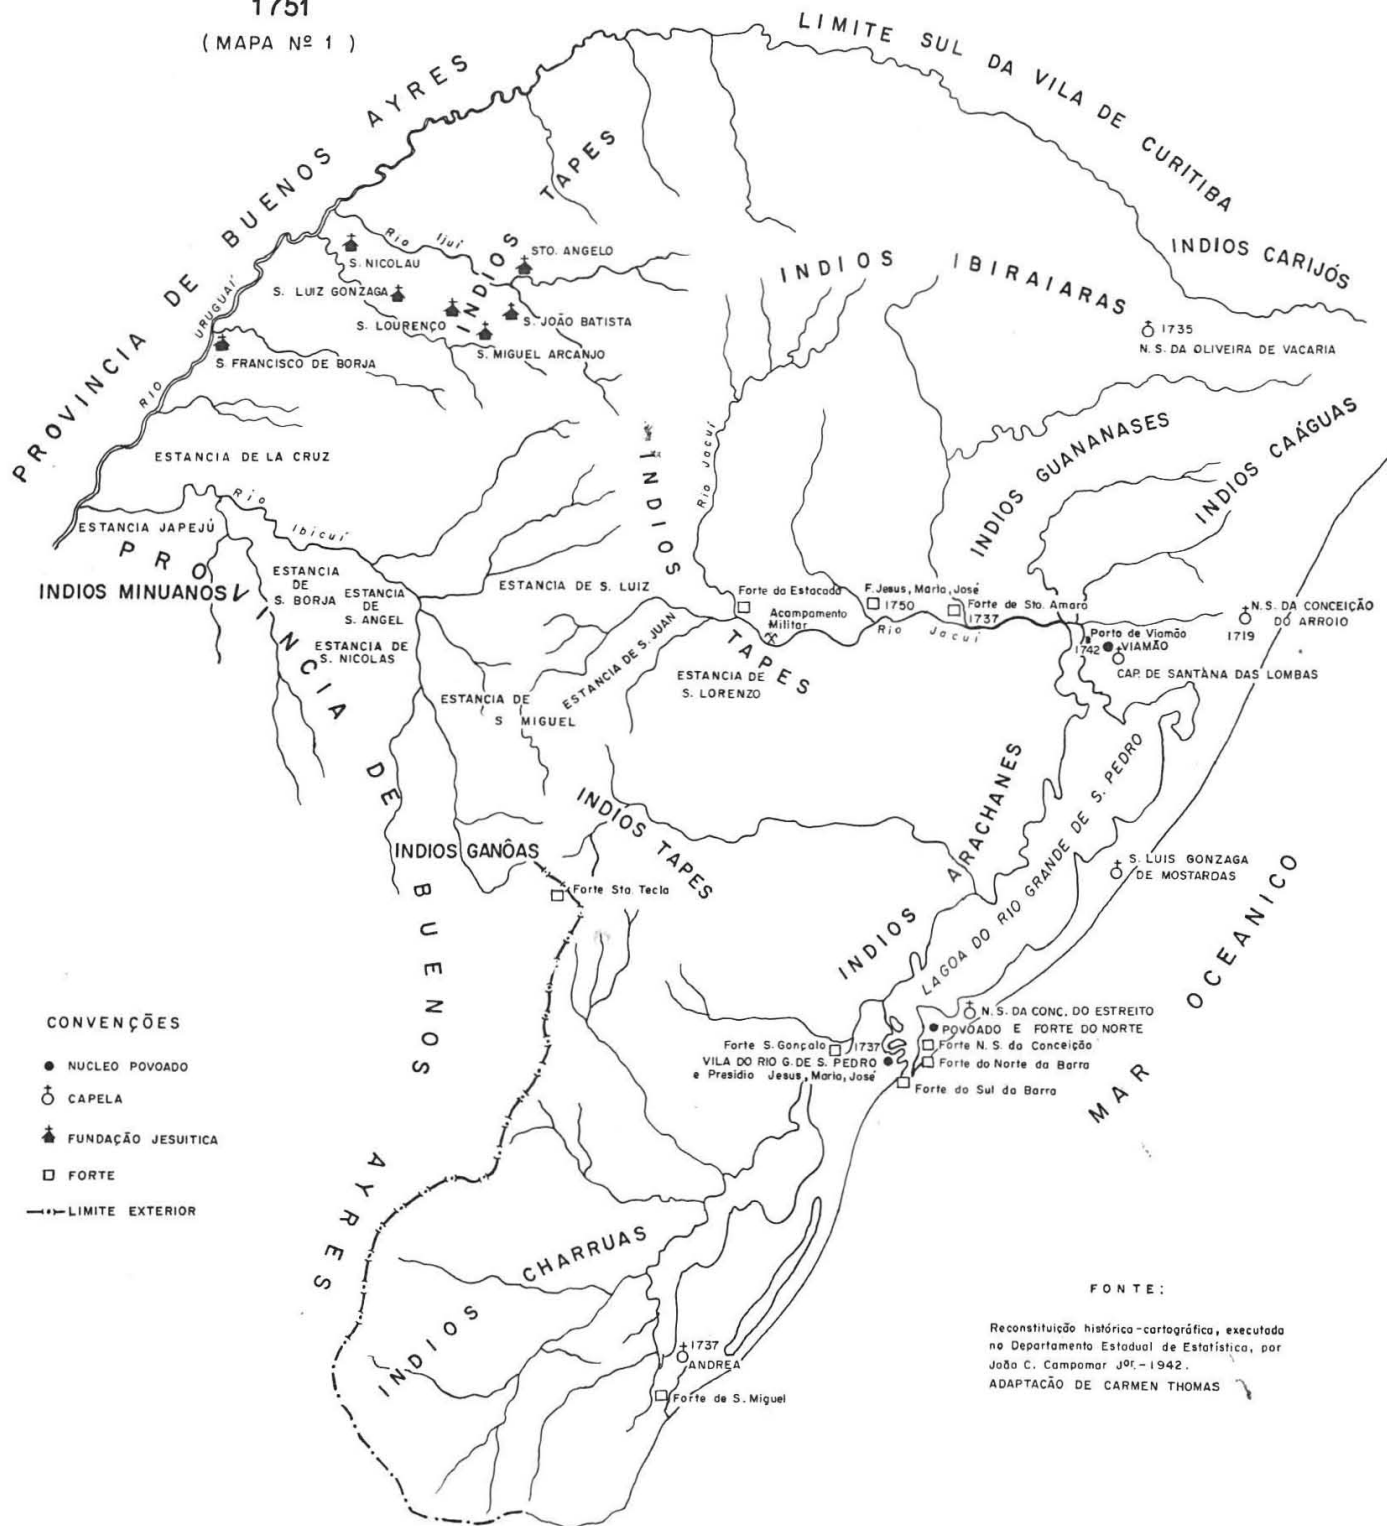 1751
( MAPA Nº 1 )
LIMITE SUL DA VILA DE CURITIBA
PROVINCIA DE BUENOS AYRES
INDIOS TAPES
Rio Ijuí
STO. ANGELO
S. NICOLAU
S. LUIZ GONZAGA
S. LOURENÇO
S. JOÃO BATISTA
S. MIGUEL ARCANJO
S. FRANCISCO DE BORJA
RIO URUGUAÍ
INDIOS IBIRAIARAS
INDIOS CARIJÓS
1735
N. S. DA OLIVEIRA DE VACARIA
INDIOS GUANANASES
INDIOS CAÁGUAS
ESTANCIA DE LA CRUZ
Rio Ibicuí
ESTANCIA JAPEJÚ
INDIOS MINUANOS
PROVINCIA DE BUENOS AYRES
ESTANCIA
DE
S. BORJA
ESTANCIA
DE
S. ANGEL
ESTANCIA DE
S. NICOLAS
ESTANCIA DE S. LUIZ
ESTANCIA DE S. JUAN
ESTANCIA DE
S MIGUEL
INDIOS TAPES
Rio Jacuí
Forte da Estacada
Acampamento
Militar
ESTANCIA DE
S. LORENZO
F. Jesus, Maria, José
1750
Forte de Sto. Amaro
1737
Rio Jacuí
Porto de Viamão
1742
VIAMÃO
CAP. DE SANTÀNA DAS LOMBAS
N. S. DA CONCEIÇÃO
DO ARROIO
1719
INDIOS TAPES
INDIOS GANÔAS
Forte Sta. Tecla
INDIOS ARACHANES
LAGOA DO RIO GRANDE DE S. PEDRO
S. LUIS GONZAGA
DE MOSTARDAS
MAR OCEANICO
N. S. DA CONC. DO ESTREITO
POVOADO E FORTE DO NORTE
Forte N. S. da Conceição
Forte do Norte da Barra
Forte do Sul da Barra
Forte S. Gonçalo
1737
VILA DO RIO G. DE S. PEDRO
e Presidio Jesus, Maria, José
CONVENÇÕES
NUCLEO POVOADO
CAPELA
FUNDAÇÃO JESUITICA
FORTE
LIMITE EXTERIOR
INDIOS CHARRUAS
1737
ANDREA
Forte de S. Miguel
FONTE:
Reconstituição histórica-cartográfica, executada
no Departamento Estadual de Estatística, por
João C. Campomar Jor. - 1942.
ADAPTACÃO DE CARMEN THOMAS